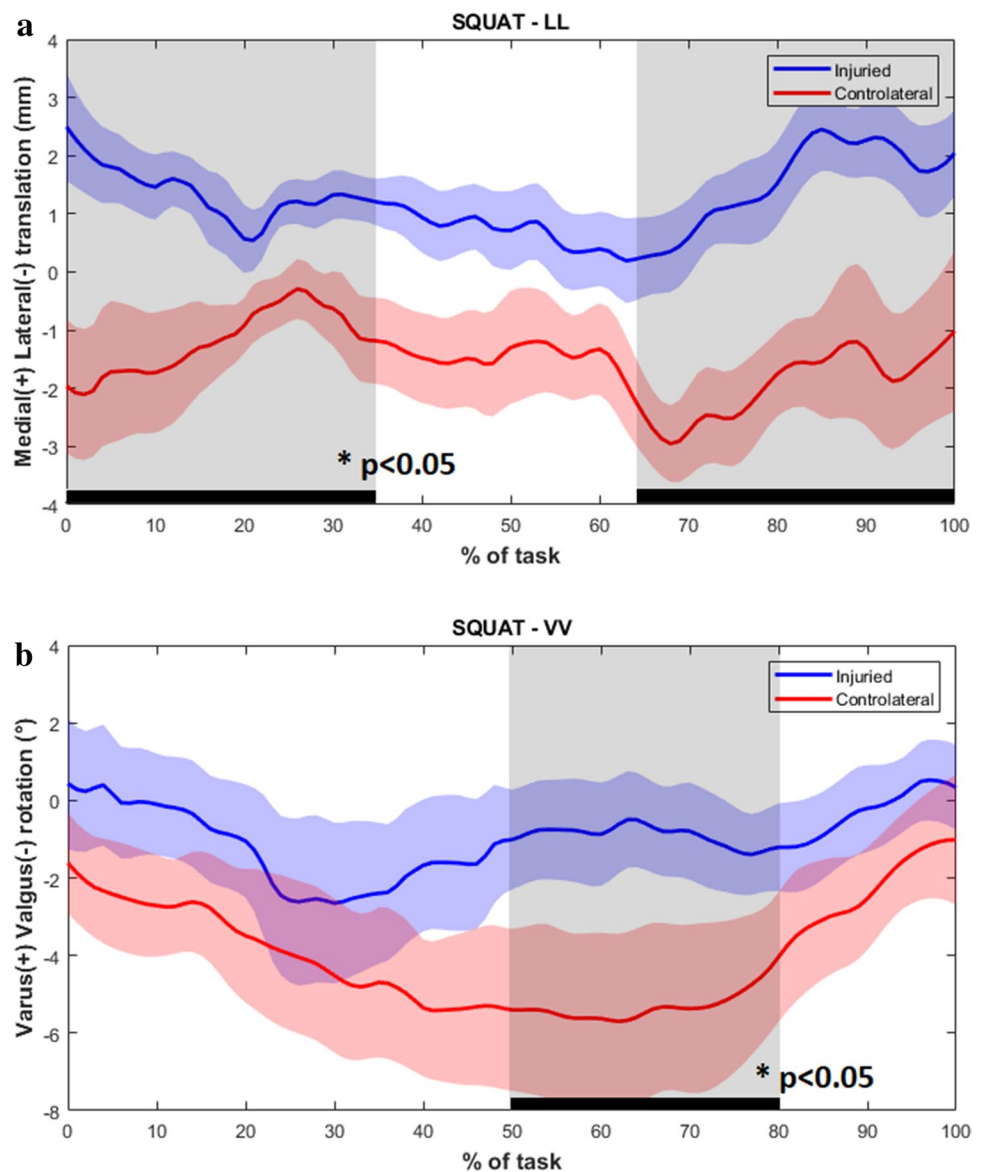 a
SQUAT - LL
Medial(+) Lateral(-) translation (mm)
4
3
2
1
0
-1
-2
-3
-4
Injuried
Controlateral
* p<0.05
0 10 20 30 40 50 60 70 80 90 100
% of task
b
SQUAT - VV
Varus(+) Valgus(-) rotation (°)
4
2
0
-2
-4
-6
-8
Injuried
Controlateral
* p<0.05
0 10 20 30 40 50 60 70 80 90 100
% of task